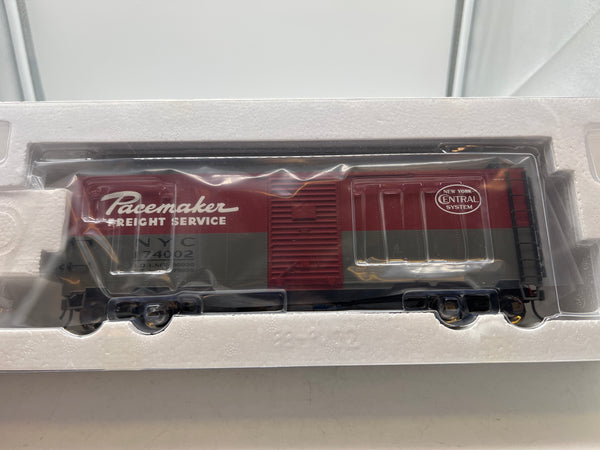 Pacemaker
FREIGHT SERVICE
NYC
174002
NEW YORK
CENTRAL
SYSTEM